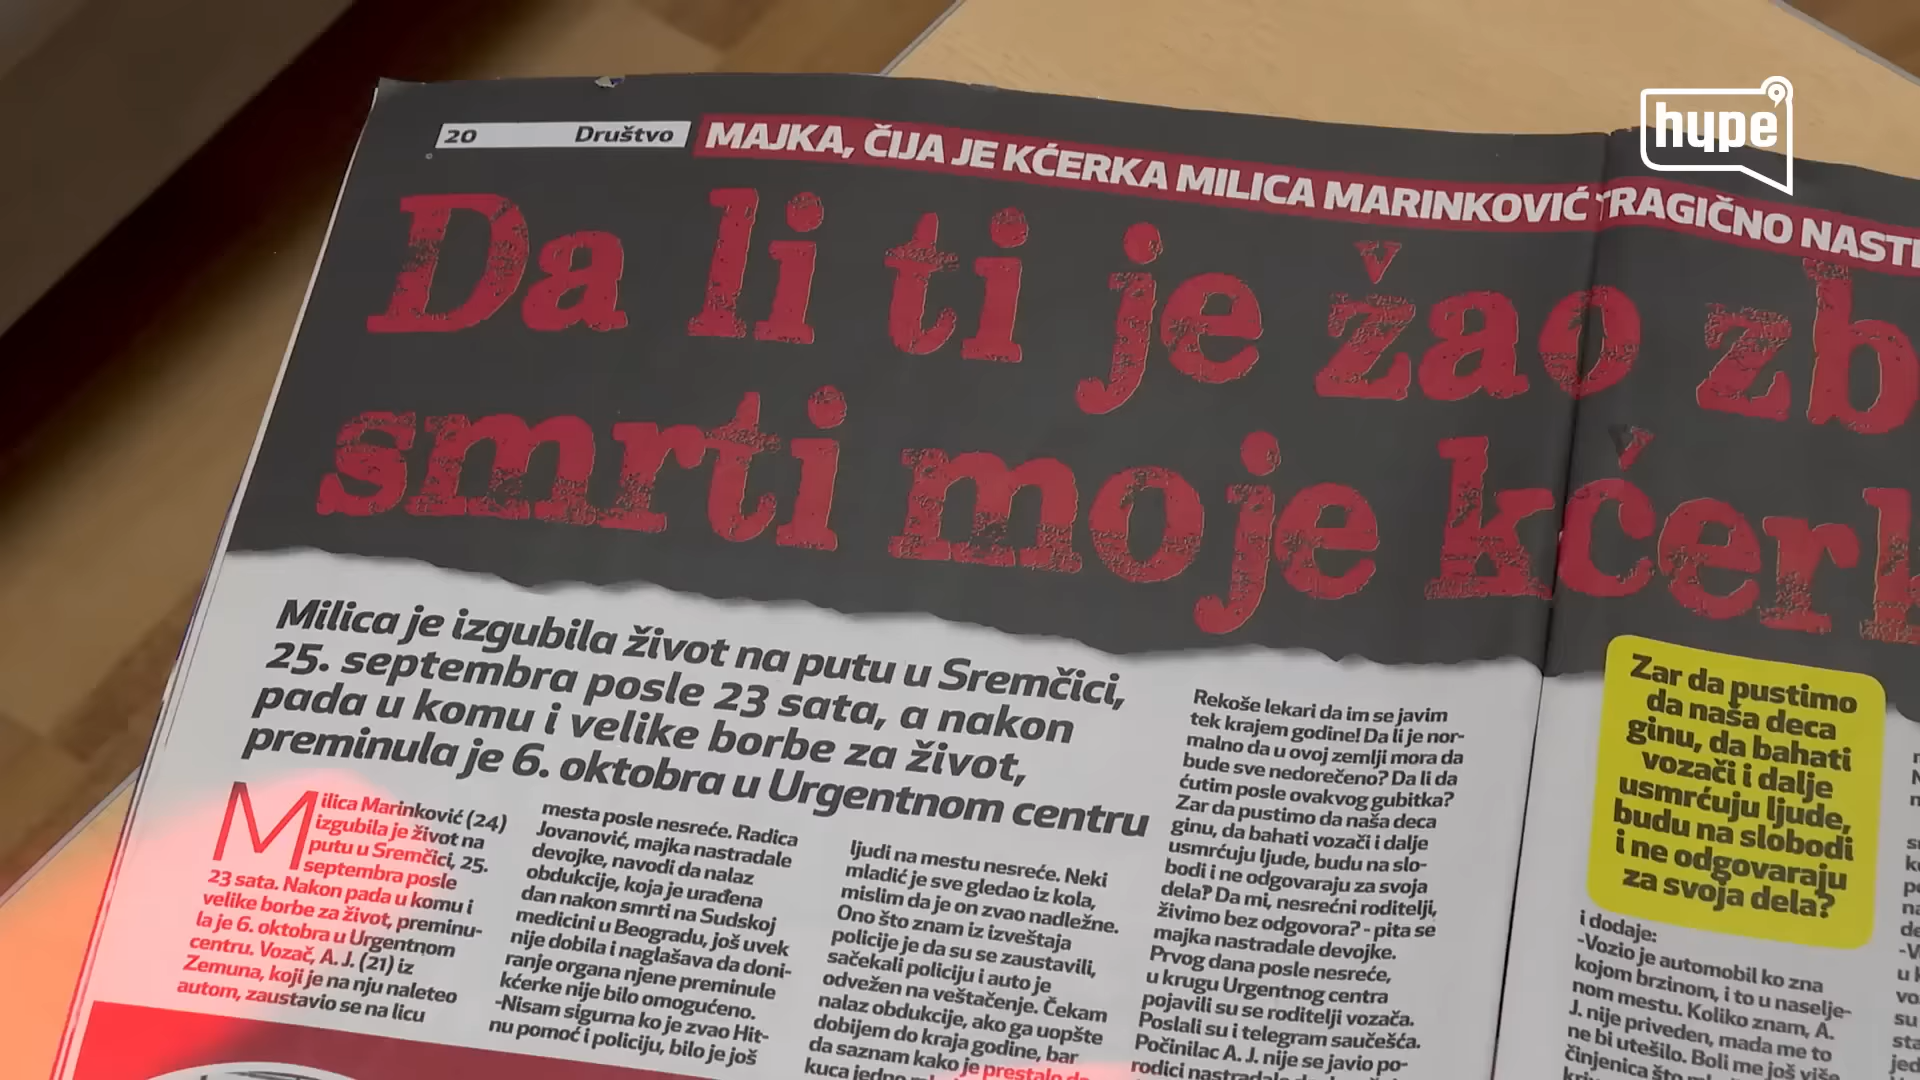 hype
20 Društvo
MAJKA, ČIJA JE KĆERKA MILICA MARINKOVIĆ TRAGIČNO
Da li ti je žao
smrti moje
Milica je izgubila život na putu u Sremčici,
25. septembra posle 23 sata, a nakon
pada u komu i velike borbe za život,
preminula je 6. oktobra u Urgentnom centru
Milica Marinković (24)
izgubila je život na
putu u Sremčici, 25.
septembra posle
23 sata. Nakon pada u komu i
velike borbe za život, preminu-
la je 6. oktobra u Urgentnom
centru. Vozač, A. J. (21) iz
Zemuna, koji je na nju naleteo
autom, zaustavio se na licu
mesta posle nesreće. Radica
Jovanović, majka nastradale
devojke, navodi da nalaz
obdukcije, koja je urađena
dan nakon smrti na Sudskoj
medicini u Beogradu, još uvek
nije dobila i naglašava da doni-
ranje organa njene preminule
kćerke nije bilo omogućeno.
-Nisam sigurna ko je zvao Hit-
nu pomoć i policiju, bilo je još
ljudi na mestu nesreće. Neki
mladić je sve gledao iz kola,
mislim da je on zvao nadležne.
Ono što znam iz izveštaja
policije je da su se zaustavili,
sačekali policiju i auto je
odvežen na veštačenje. Čekam
nalaz obdukcije, ako ga uopšte
dobijem do kraja godine, bar
da saznam kako je prestalo da
kuca
Rekoše lekari da im se javim
tek krajem godine! Da li je nor-
malno da u ovoj zemlji mora da
bude sve nedorečeno? Da li da
ćutim posle ovakvog gubitka?
Zar da pustimo da naša deca
ginu, da bahati vozači i dalje
usmrćuju ljude, budu na slo-
bodi i ne odgovaraju za svoja
dela? Da mi, nesrećni roditelji,
živimo bez odgovora? - pita se
majka nastradale devojke.
Prvog dana posle nesreće,
u krugu Urgentnog centra
pojavili su se roditelji vozača.
Poslali su i telegram saučešća.
Počinilac A. J. nije se javio po-
rodici
Zar da pustimo
da naša deca
ginu, da bahati
vozači i dalje
usmrćuju ljude,
budu na slobodi
i ne odgovaraju
za svoja dela?
i dodaje:
-Vozio je automobil ko zna
kojom brzinom, i to u naselje-
nom mestu. Koliko znam, A.
J. nije priveden, mada me to
ne bi utešilo. Boli me još više
činjenica